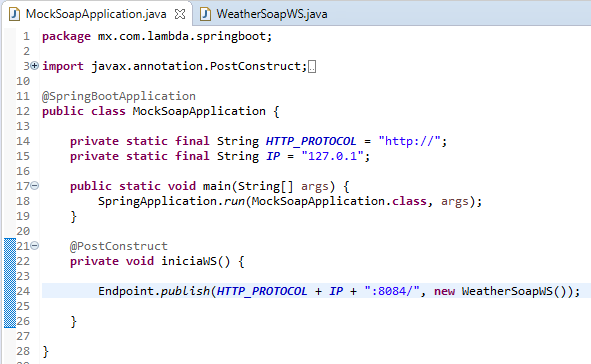 MockSoapApplication.java WeatherSoapWS.java
1 package mx.com.lambda.springboot;
2
3 import javax.annotation.PostConstruct;
10
11 @SpringBootApplication
12 public class MockSoapApplication {
13
14 private static final String HTTP_PROTOCOL = "http://";
15 private static final String IP = "127.0.1";
16
17 public static void main(String[] args) {
18 SpringApplication.run(MockSoapApplication.class, args);
19 }
20
21 @PostConstruct
22 private void iniciaWS() {
23
24 Endpoint.publish(HTTP_PROTOCOL + IP + ":8084/", new WeatherSoapWS());
25
26 }
27
28 }